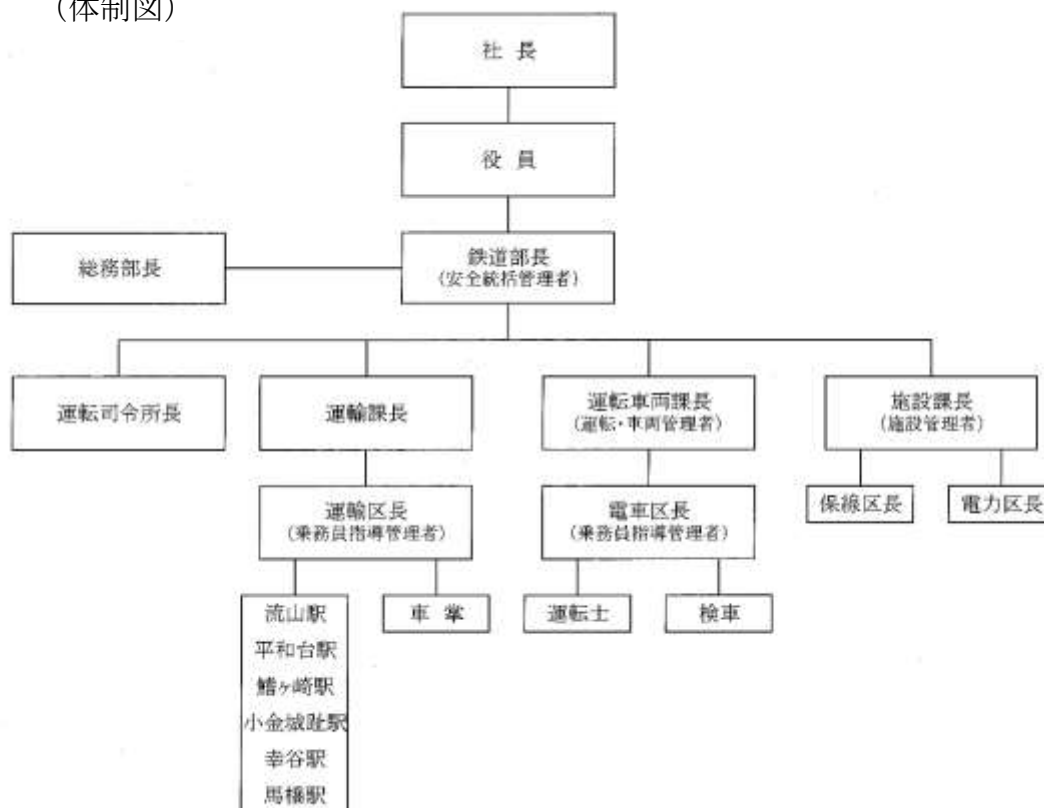 （体制図）
社 長
役 員
総務部長
鉄道部長
（安全統括管理者）
運転司令所長
運輸課長
運転車両課長
（運転・車両管理者）
施設課長
（施設管理者）
運輸区長
（乗務員指導管理者）
電車区長
（乗務員指導管理者）
保線区長
電力区長
流山駅
平和台駅
鰭ヶ崎駅
小金城趾駅
幸谷駅
馬橋駅
車 掌
運転士
検車